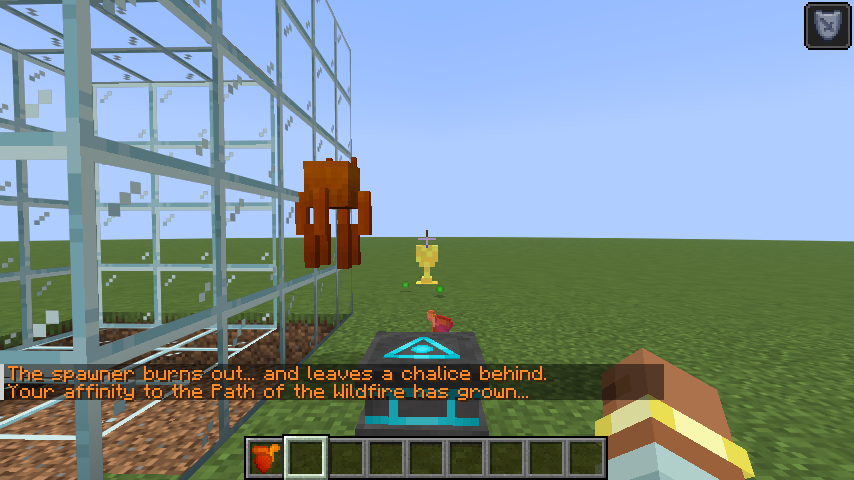 The spawner burns out… and leaves a chalice behind.
Your affinity to the Path of the Wildfire has grown…